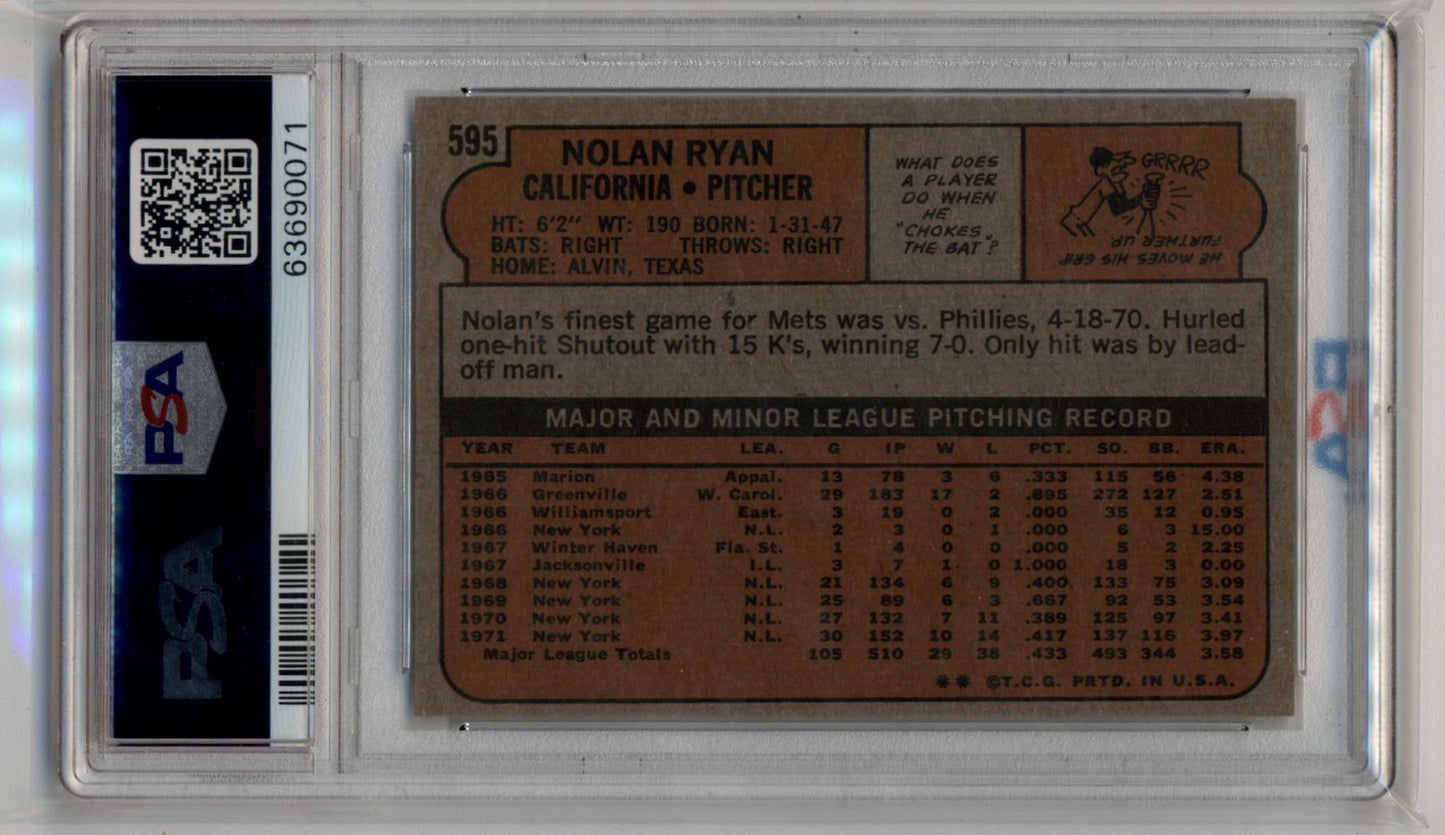 PSA
63690071
PSA
595
NOLAN RYAN
CALIFORNIA • PITCHER
HT: 6'2" WT: 190 BORN: 1-31-47
BATS: RIGHT THROWS: RIGHT
HOME: ALVIN, TEXAS
WHAT DOES
A PLAYER
DO WHEN
HE
"CHOKES"
THE BAT?
GRRRR
HE MOVES HIS GRIP
FURTHER UP
Nolan's finest game for Mets was vs. Phillies, 4-18-70. Hurled
one-hit Shutout with 15 K's, winning 7-0. Only hit was by lead-
off man.
MAJOR AND MINOR LEAGUE PITCHING RECORD
YEAR TEAM LEA. G IP W L PCT. SO. BB. ERA.
1965 Marion Appal. 13 78 3 6 .333 115 56 4.38
1966 Greenville W. Carol. 29 183 17 2 .895 272 127 2.51
1966 Williamsport East. 3 19 0 2 .000 35 12 0.95
1966 New York N.L. 2 3 0 1 .000 6 3 15.00
1967 Winter Haven Fla. St. 1 4 0 0 .000 5 2 2.25
1967 Jacksonville I.L. 3 7 1 0 1.000 18 3 0.00
1968 New York N.L. 21 134 6 9 .400 133 75 3.09
1969 New York N.L. 25 89 6 3 .667 92 53 3.54
1970 New York N.L. 27 132 7 11 .389 125 97 3.41
1971 New York N.L. 30 152 10 14 .417 137 116 3.97
Major League Totals 105 510 29 38 .433 493 344 3.58
** ©T.C.G. PRTD. IN U.S.A.
PSA